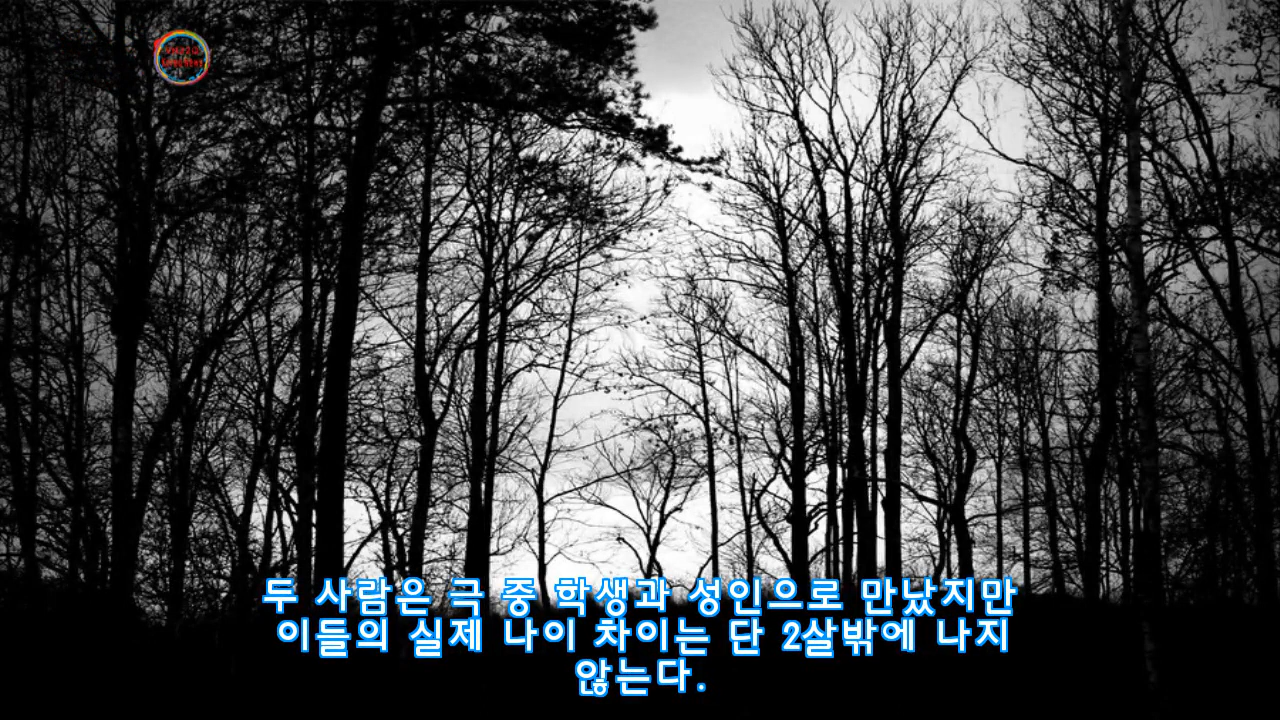 두 사람은 극 중 학생과 성인으로 만났지만
이들의 실제 나이 차이는 단 2살밖에 나지
않는다.